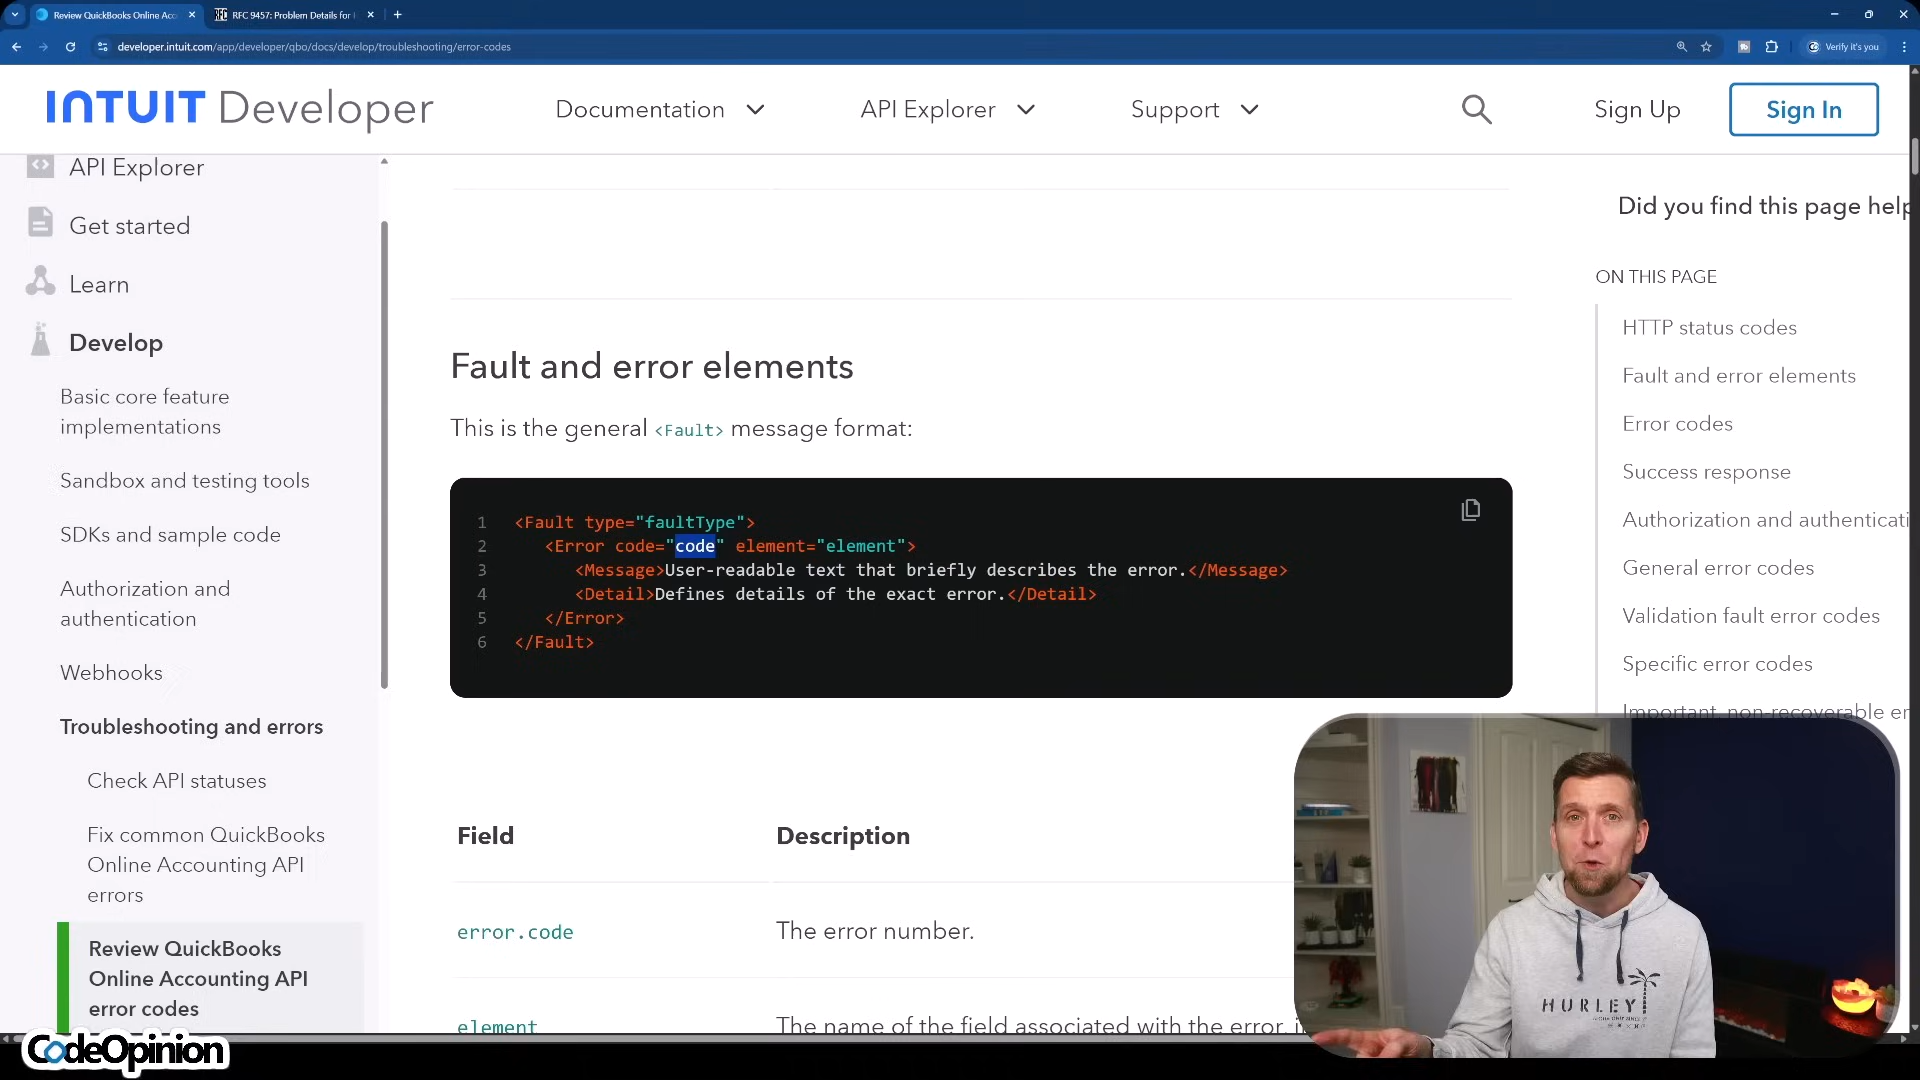 Review QuickBooks Online Acc
RFC 9457: Problem Details for
developer.intuit.com/app/developer/qbo/docs/develop/troubleshooting/error-codes
Verify it's you
INTUIT Developer
Documentation
API Explorer
Support
Sign Up
Sign In
API Explorer
Get started
Learn
Develop
Basic core feature
implementations
Sandbox and testing tools
SDKs and sample code
Authorization and
authentication
Webhooks
Troubleshooting and errors
Check API statuses
Fix common QuickBooks
Online Accounting API
errors
Review QuickBooks
Online Accounting API
error codes
Fault and error elements
This is the general <Fault> message format:
1 <Fault type="faultType">
2 <Error code="code" element="element">
3 <Message>User-readable text that briefly describes the error.</Message>
4 <Detail>Defines details of the exact error.</Detail>
5 </Error>
6 </Fault>
Field Description
error.code The error number.
element The name of the field associated with the error, i
Did you find this page help
ON THIS PAGE
HTTP status codes
Fault and error elements
Error codes
Success response
Authorization and authenticati
General error codes
Validation fault error codes
Specific error codes
Important, non-recoverable er
HURLEY
CodeOpinion